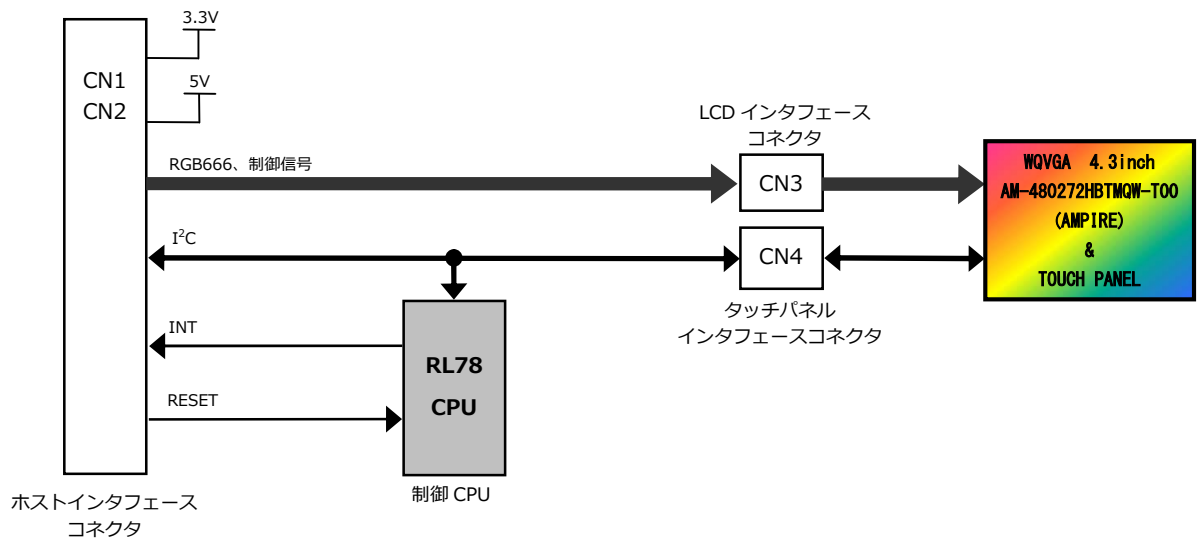 3.3V
CN1
CN2
5V
LCD インタフェース
コネクタ
RGB666、制御信号
CN3
WQVGA 4.3inch
AM-480272HBTMQW-T00
(AMPIRE)
&
TOUCH PANEL
I²C
CN4
タッチパネル
インタフェースコネクタ
INT
RL78
CPU
RESET
制御 CPU
ホストインタフェース
コネクタ